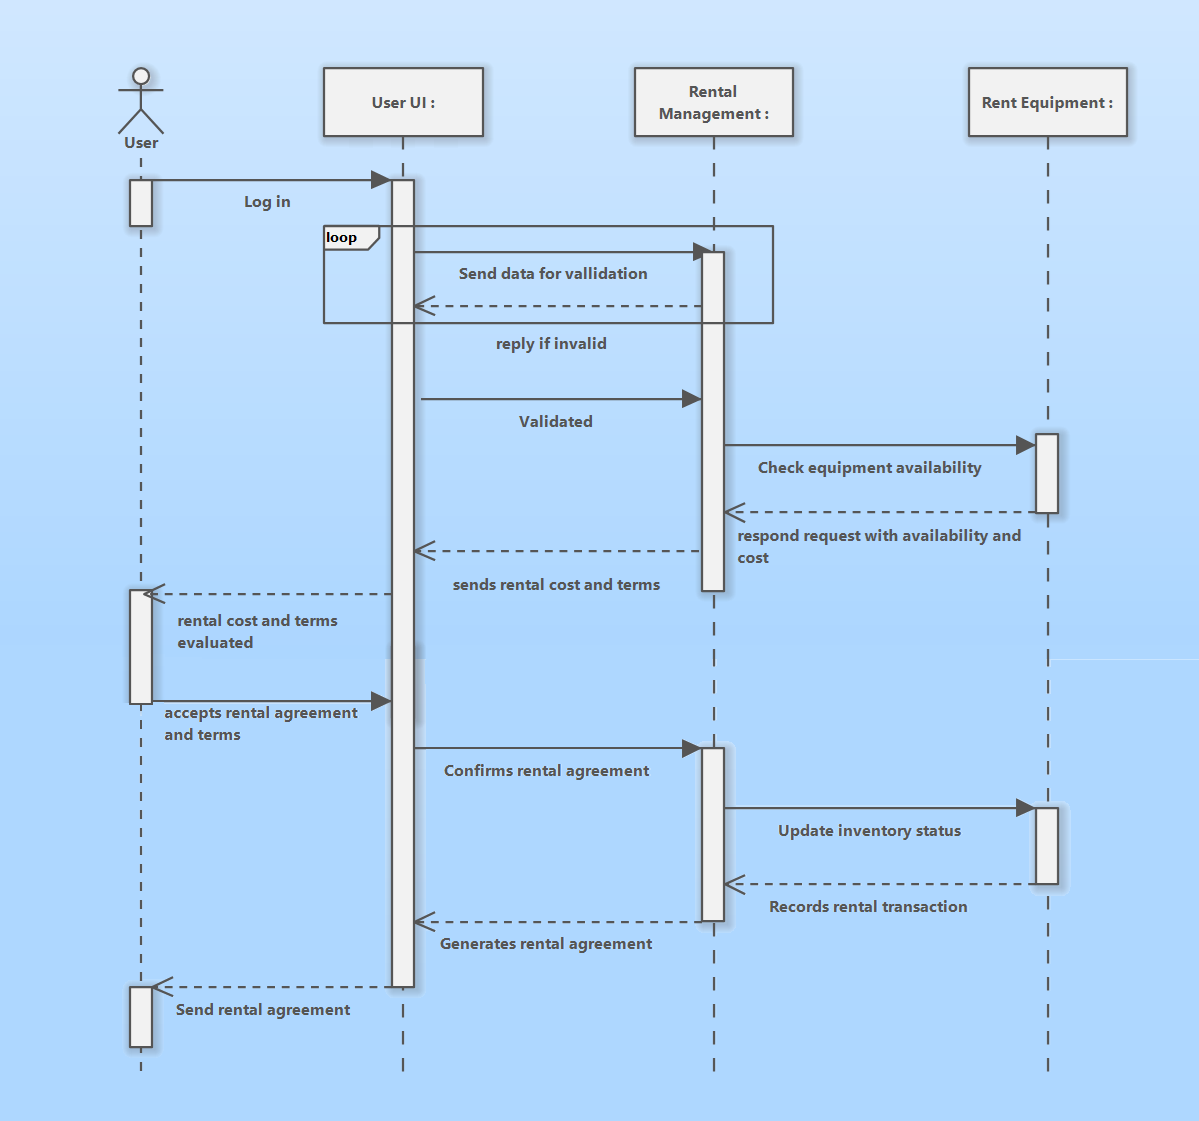 User
User UI :
Rental
Management :
Rent Equipment :
Log in
loop
Send data for vallidation
reply if invalid
Validated
Check equipment availability
respond request with availability and
cost
sends rental cost and terms
rental cost and terms
evaluated
accepts rental agreement
and terms
Confirms rental agreement
Update inventory status
Records rental transaction
Generates rental agreement
Send rental agreement